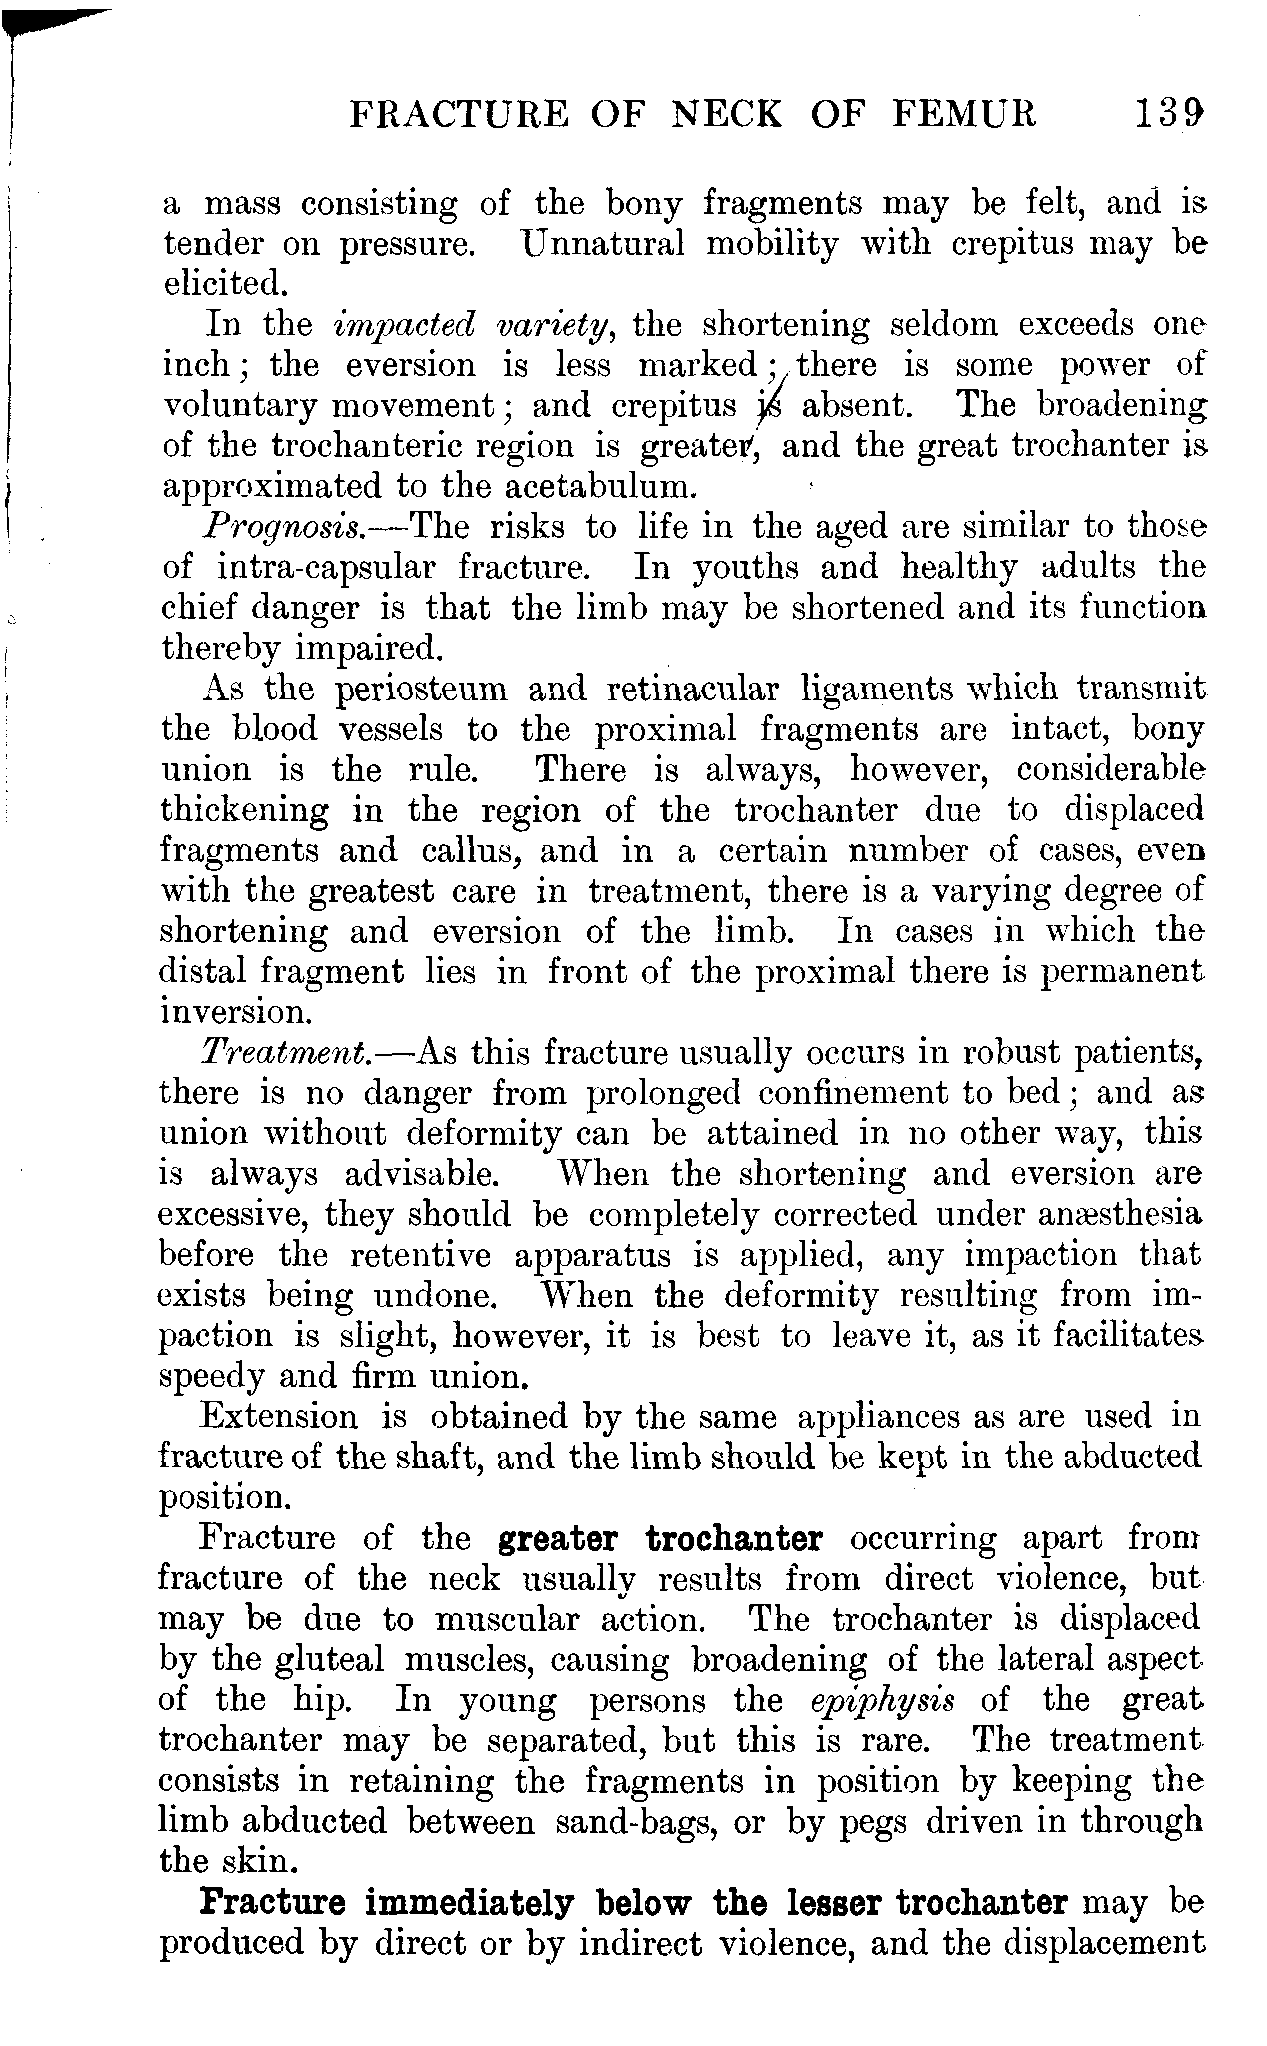 FRACTURE OF NECK OF FEMUR 139
a mass consisting of the bony fragments may be felt, and is
tender on pressure. Unnatural mobility with crepitus may be
elicited.
In the impacted variety, the shortening seldom exceeds one
inch; the eversion is less marked; there is some power of
voluntary movement; and crepitus is absent. The broadening
of the trochanteric region is greater, and the great trochanter is
approximated to the acetabulum.
Prognosis.—The risks to life in the aged are similar to those
of intra-capsular fracture. In youths and healthy adults the
chief danger is that the limb may be shortened and its function
thereby impaired.
As the periosteum and retinacular ligaments which transmit
the blood vessels to the proximal fragments are intact, bony
union is the rule. There is always, however, considerable
thickening in the region of the trochanter due to displaced
fragments and callus, and in a certain number of cases, even
with the greatest care in treatment, there is a varying degree of
shortening and eversion of the limb. In cases in which the
distal fragment lies in front of the proximal there is permanent
inversion.
Treatment.—As this fracture usually occurs in robust patients,
there is no danger from prolonged confinement to bed; and as
union without deformity can be attained in no other way, this
is always advisable. When the shortening and eversion are
excessive, they should be completely corrected under anæsthesia
before the retentive apparatus is applied, any impaction that
exists being undone. When the deformity resulting from im-
paction is slight, however, it is best to leave it, as it facilitates
speedy and firm union.
Extension is obtained by the same appliances as are used in
fracture of the shaft, and the limb should be kept in the abducted
position.
Fracture of the greater trochanter occurring apart from
fracture of the neck usually results from direct violence, but
may be due to muscular action. The trochanter is displaced
by the gluteal muscles, causing broadening of the lateral aspect
of the hip. In young persons the epiphysis of the great
trochanter may be separated, but this is rare. The treatment
consists in retaining the fragments in position by keeping the
limb abducted between sand-bags, or by pegs driven in through
the skin.
Fracture immediately below the lesser trochanter may be
produced by direct or by indirect violence, and the displacement